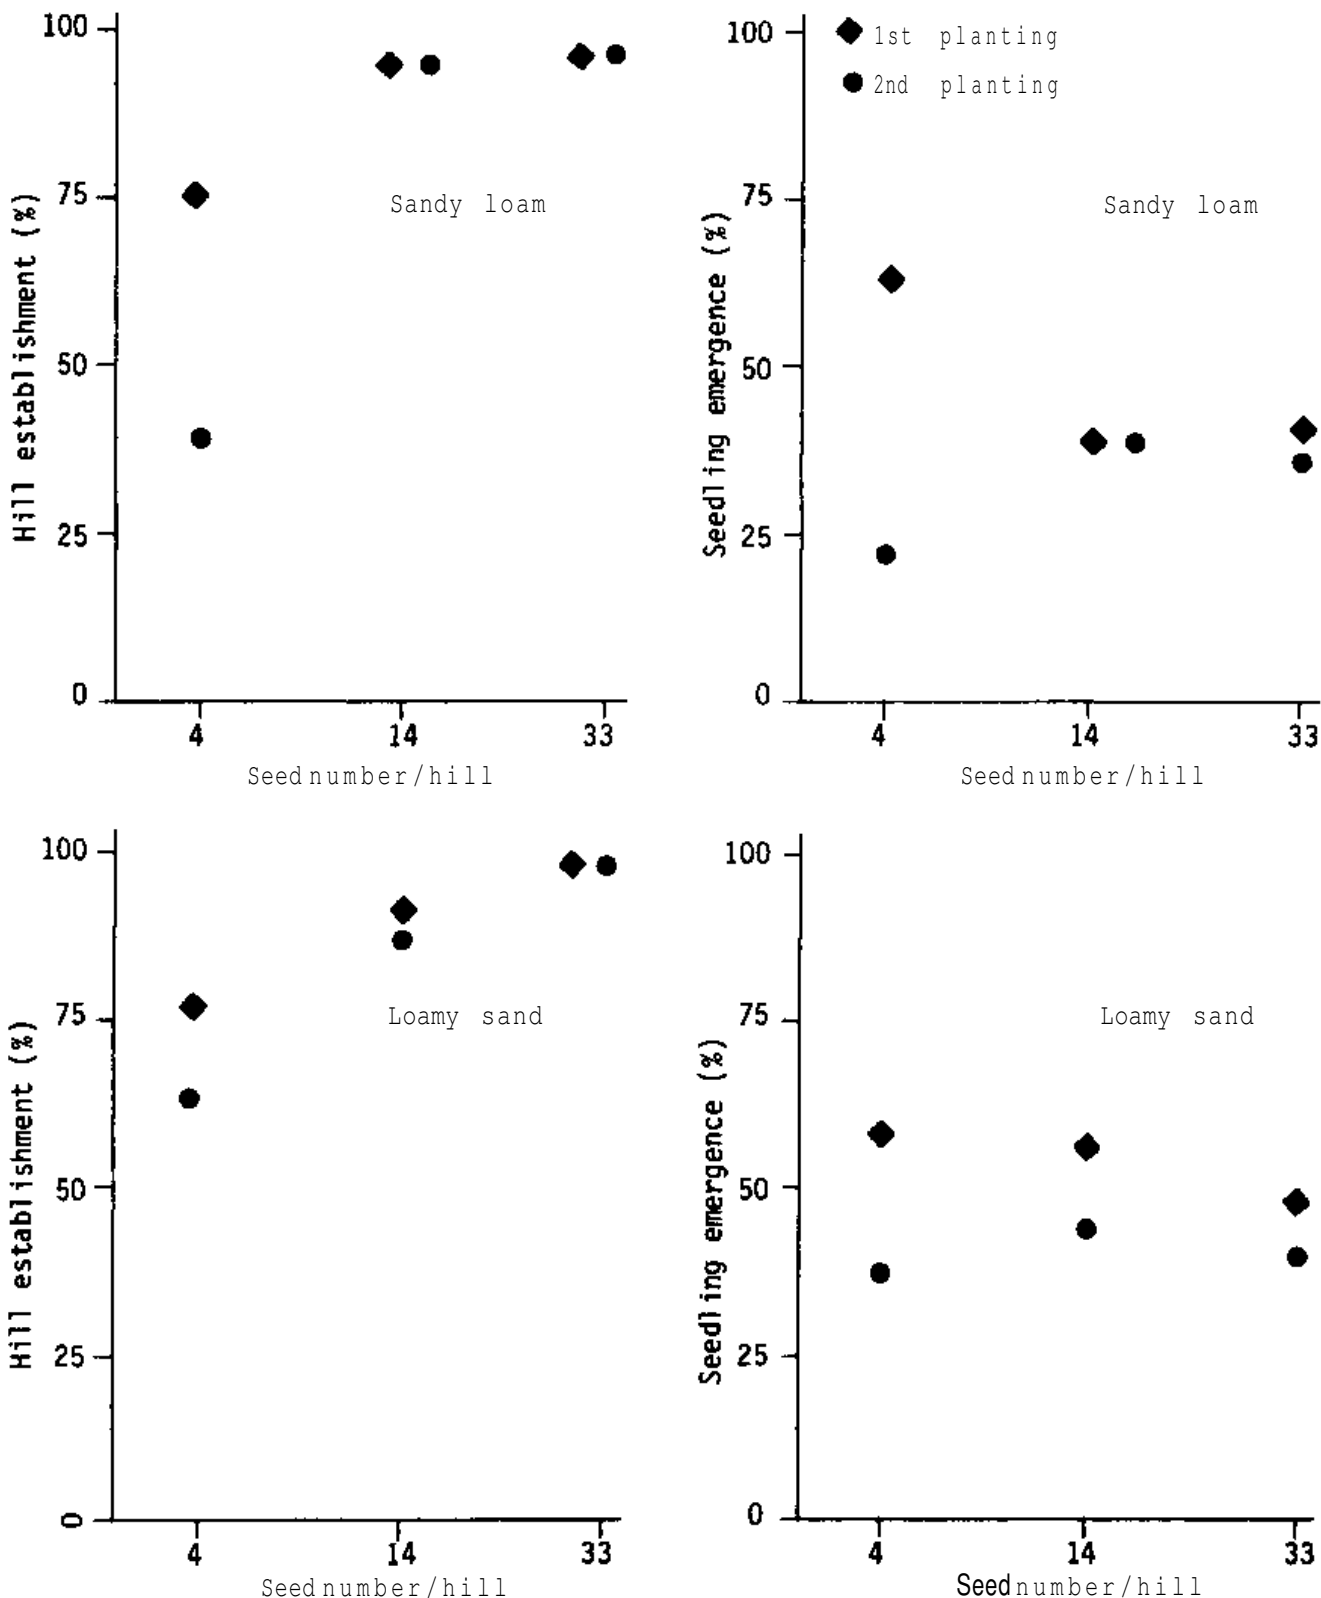 100
75
50
25
0
Hill establishment (%)
Sandy loam
4 14 33
Seed number/hill
100
75
50
25
0
Seedling emergence (%)
1st planting
2nd planting
Sandy loam
4 14 33
Seed number/hill
100
75
50
25
0
Hill establishment (%)
Loamy sand
4 14 33
Seed number/hill
100
75
50
25
0
Seedling emergence (%)
Loamy sand
4 14 33
Seed number/hill